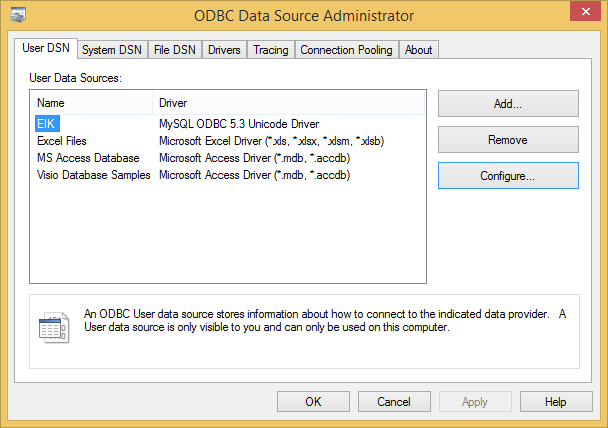 ODBC Data Source Administrator
User DSN System DSN File DSN Drivers Tracing Connection Pooling About
User Data Sources:
Name Driver
EIK MySQL ODBC 5.3 Unicode Driver
Excel Files Microsoft Excel Driver (*.xls, *.xlsx, *.xlsm, *.xlsb)
MS Access Database Microsoft Access Driver (*.mdb, *.accdb)
Visio Database Samples Microsoft Access Driver (*.mdb, *.accdb)
Add...
Remove
Configure...
An ODBC User data source stores information about how to connect to the indicated data provider. A
User data source is only visible to you and can only be used on this computer.
OK Cancel Apply Help